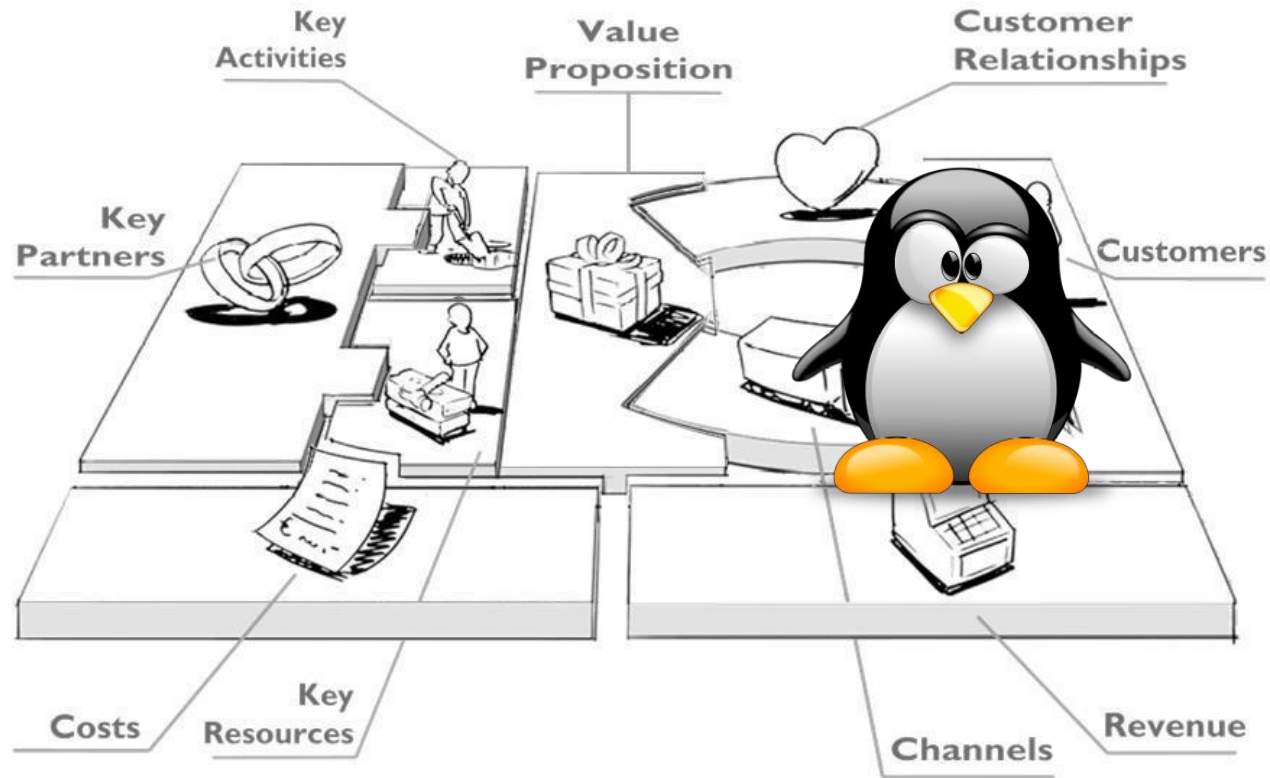 Key
Activities
Value
Proposition
Customer
Relationships
Key
Partners
Customers
Costs
Key
Resources
Channels
Revenue